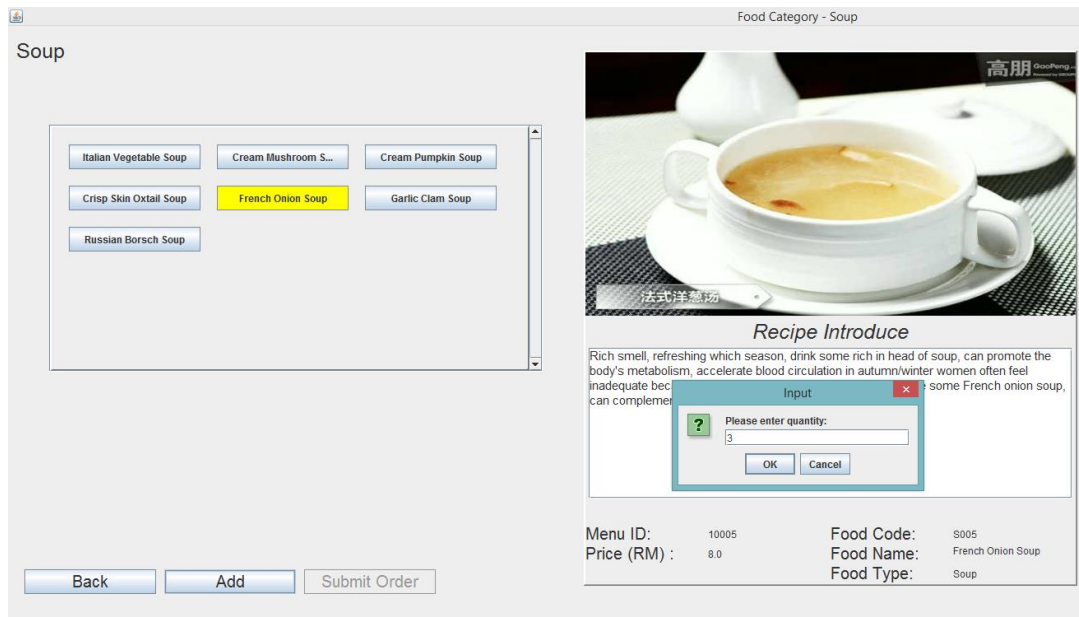 Food Category - Soup
Soup
Italian Vegetable Soup
Cream Mushroom S...
Cream Pumpkin Soup
Crisp Skin Oxtail Soup
French Onion Soup
Garlic Clam Soup
Russian Borsch Soup
Back
Add
Submit Order
高朋 GaoPeng
法式洋葱汤
Recipe Introduce
Rich smell, refreshing which season, drink some rich in head of soup, can promote the
body's metabolism, accelerate blood circulation in autumn/winter women often feel
inadequate bec some French onion soup,
can complemen
Input
Please enter quantity:
3
OK
Cancel
Menu ID: 10005
Food Code: S005
Price (RM) : 8.0
Food Name: French Onion Soup
Food Type: Soup